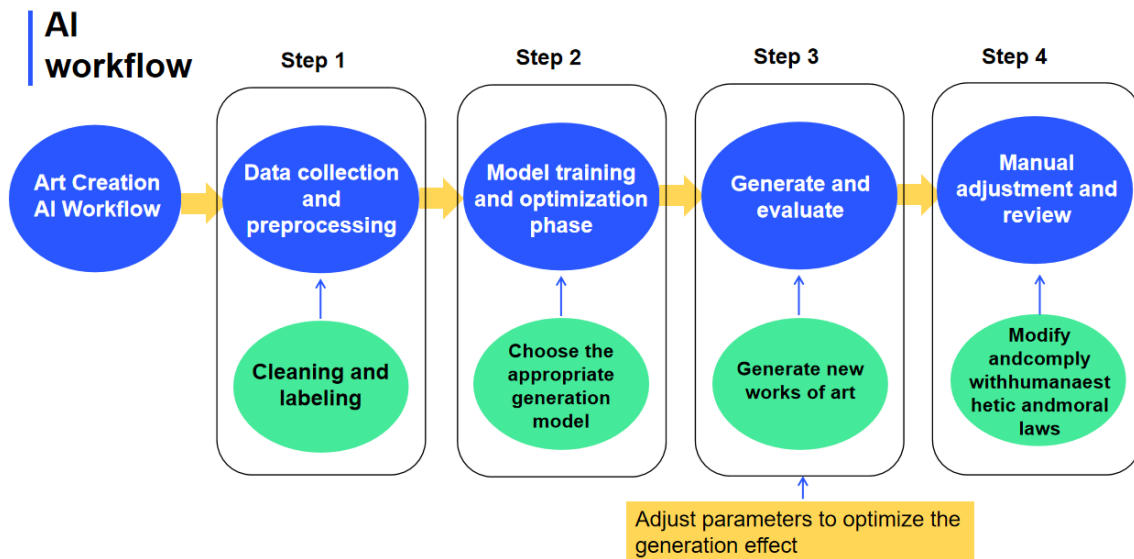 AI
workflow
Step 1
Step 2
Step 3
Step 4
Art Creation
AI Workflow
Data collection
and
preprocessing
Model training
and optimization
phase
Generate and
evaluate
Manual
adjustment and
review
Cleaning and
labeling
Choose the
appropriate
generation
model
Generate new
works of art
Modify
andcomply
withhumanaest
hetic andmoral
laws
Adjust parameters to optimize the
generation effect